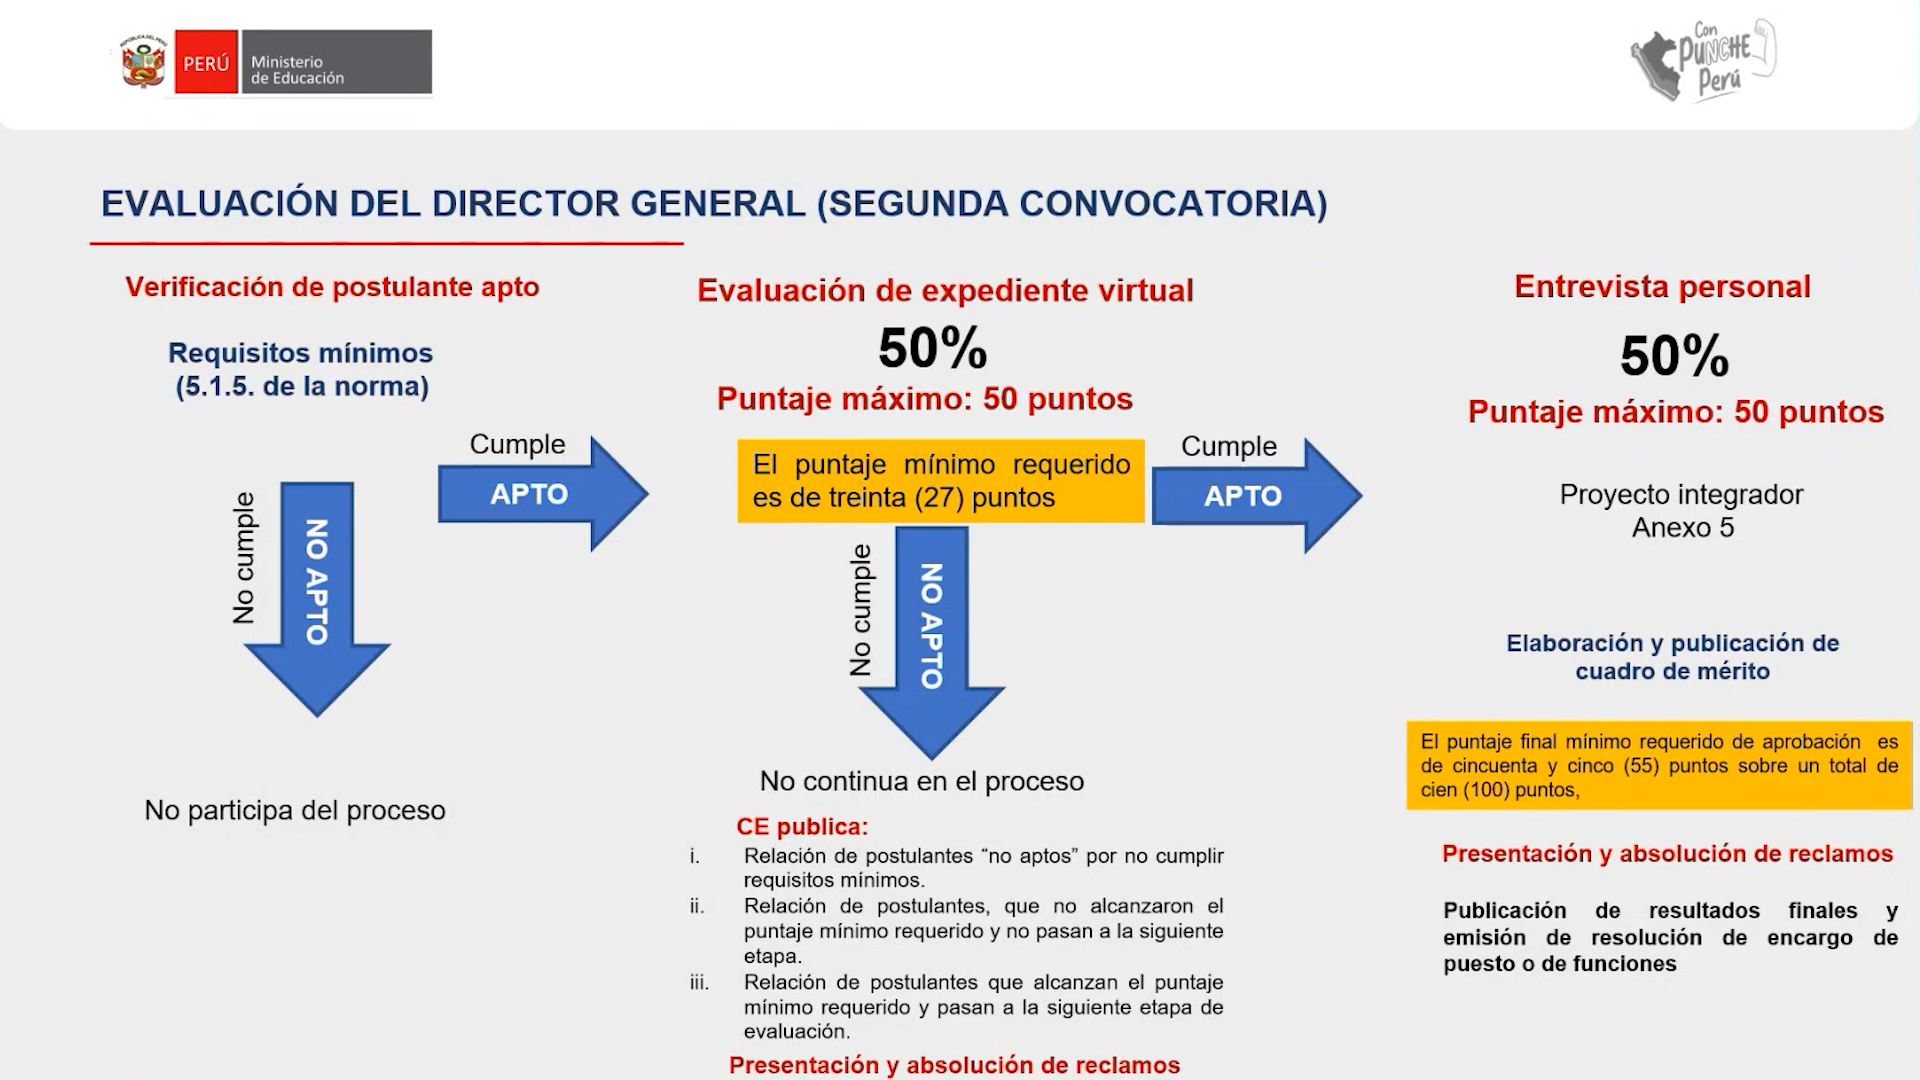 REPÚBLICA DEL PERÚ
PERÚ
Ministerio
de Educación
Con
PUNCHE
Perú
EVALUACIÓN DEL DIRECTOR GENERAL (SEGUNDA CONVOCATORIA)
Verificación de postulante apto
Requisitos mínimos
(5.1.5. de la norma)
Cumple
APTO
No cumple
NO APTO
No participa del proceso
Evaluación de expediente virtual
50%
Puntaje máximo: 50 puntos
El puntaje mínimo requerido
es de treinta (27) puntos
Cumple
APTO
No cumple
NO APTO
No continua en el proceso
CE publica:
i. Relación de postulantes “no aptos” por no cumplir
requisitos mínimos.
ii. Relación de postulantes, que no alcanzaron el
puntaje mínimo requerido y no pasan a la siguiente
etapa.
iii. Relación de postulantes que alcanzan el puntaje
mínimo requerido y pasan a la siguiente etapa de
evaluación.
Presentación y absolución de reclamos
Entrevista personal
50%
Puntaje máximo: 50 puntos
Proyecto integrador
Anexo 5
Elaboración y publicación de
cuadro de mérito
El puntaje final mínimo requerido de aprobación es
de cincuenta y cinco (55) puntos sobre un total de
cien (100) puntos,
Presentación y absolución de reclamos
Publicación de resultados finales y
emisión de resolución de encargo de
puesto o de funciones